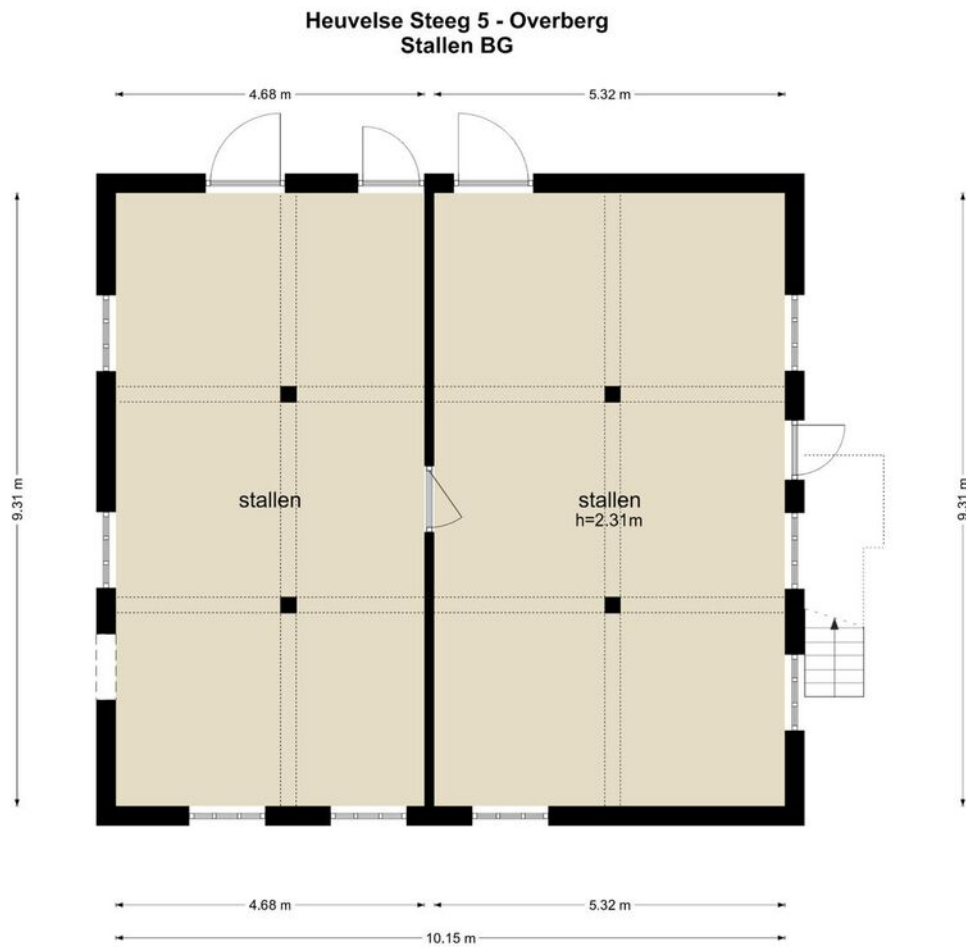 Heuvelse Steeg 5 - Overberg
Stallen BG
4.68 m
5.32 m
9.31 m
9.31 m
stallen
stallen
h=2.31m
4.68 m
5.32 m
10.15 m